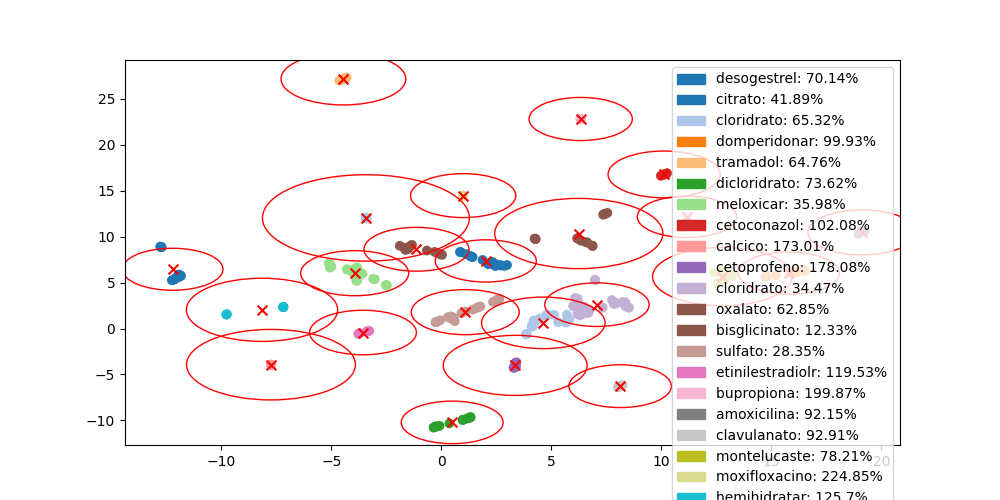 desogestrel: 70.14%
citrato: 41.89%
cloridrato: 65.32%
domperidonar: 99.93%
tramadol: 64.76%
dicloridrato: 73.62%
meloxicar: 35.98%
cetoconazol: 102.08%
calcico: 173.01%
cetoprofeno: 178.08%
cloridrato: 34.47%
oxalato: 62.85%
bisglicinato: 12.33%
sulfato: 28.35%
etinilestradiolr: 119.53%
bupropiona: 199.87%
amoxicilina: 92.15%
clavulanato: 92.91%
montelucaste: 78.21%
moxifloxacino: 224.85%
hemihidratar: 125.7%
25
20
15
10
5
0
−5
−10
−10 −5 0 5 10 15 20